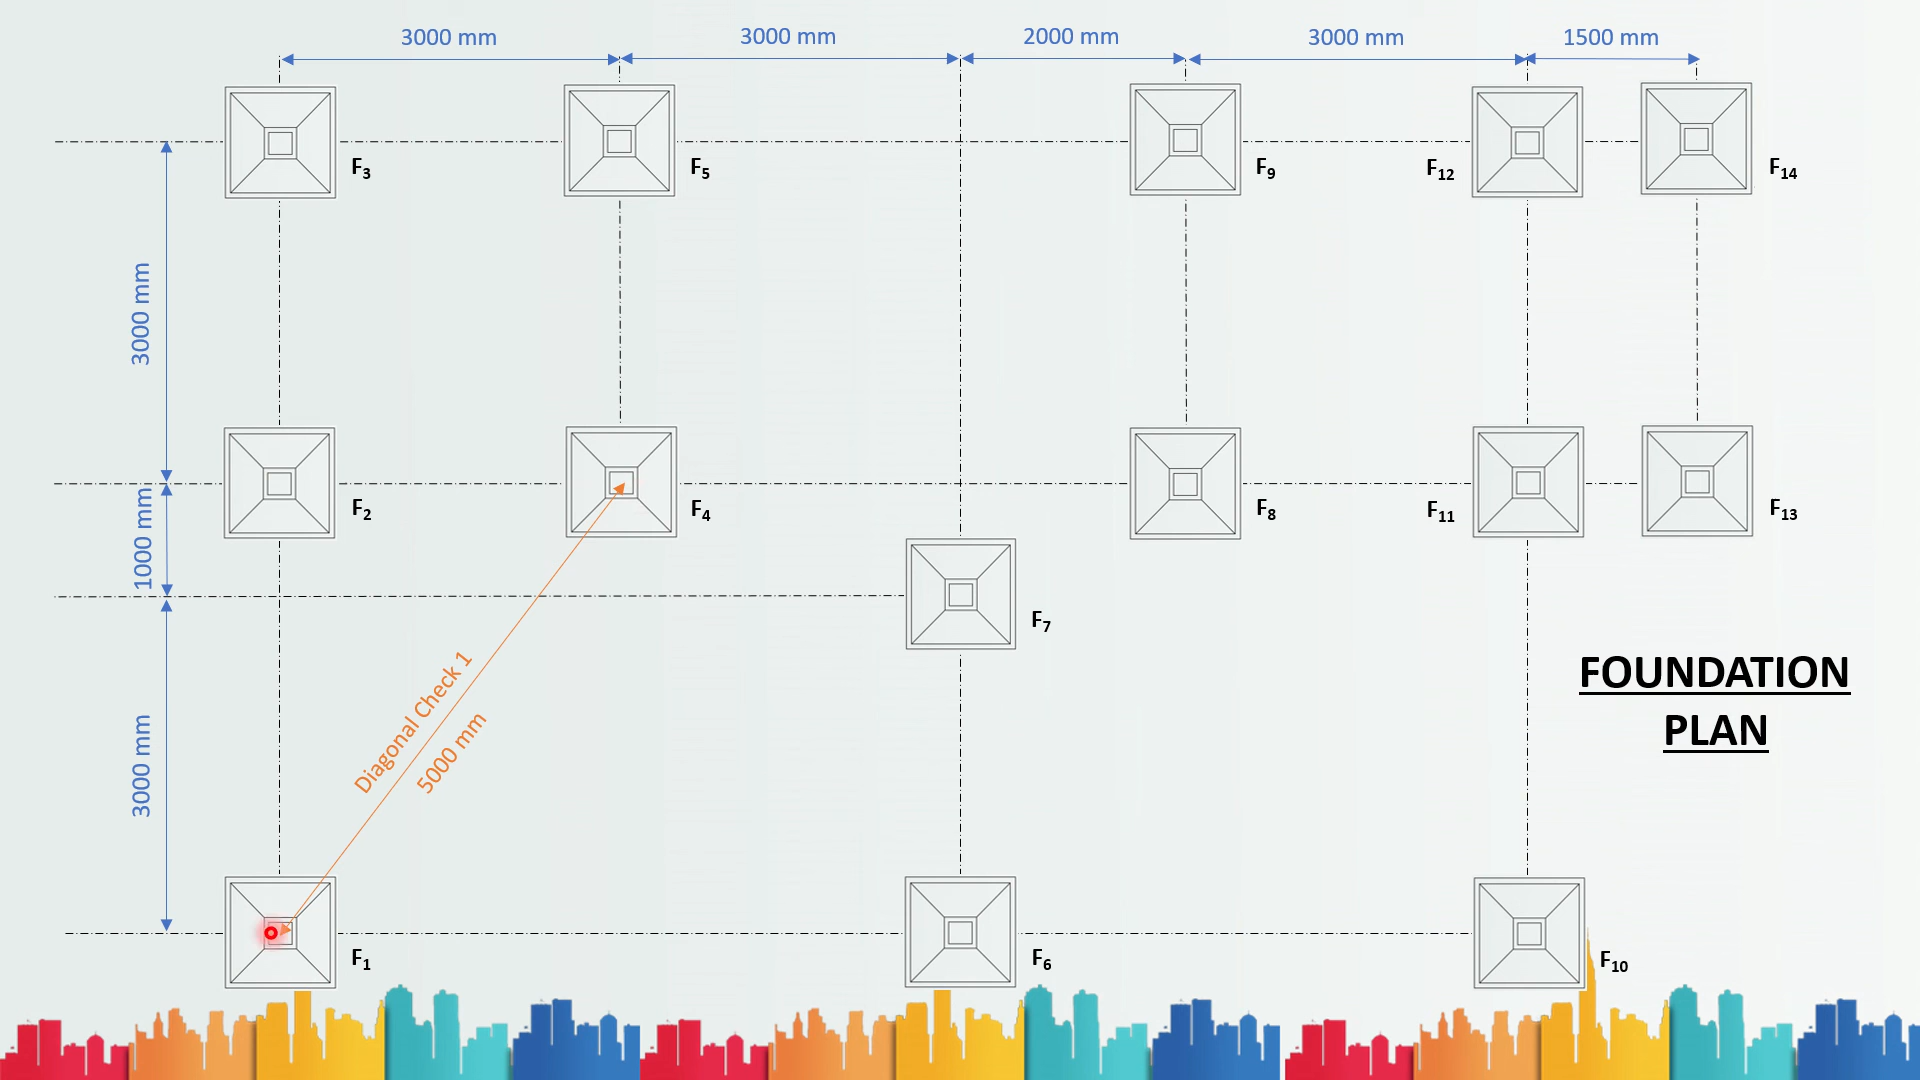 3000 mm
3000 mm
2000 mm
3000 mm
1500 mm
F3
F5
F9
F12
F14
3000 mm
F2
F4
F8
F11
F13
1000 mm
F7
FOUNDATION
PLAN
Diagonal Check 1
5000 mm
3000 mm
F1
F6
F10